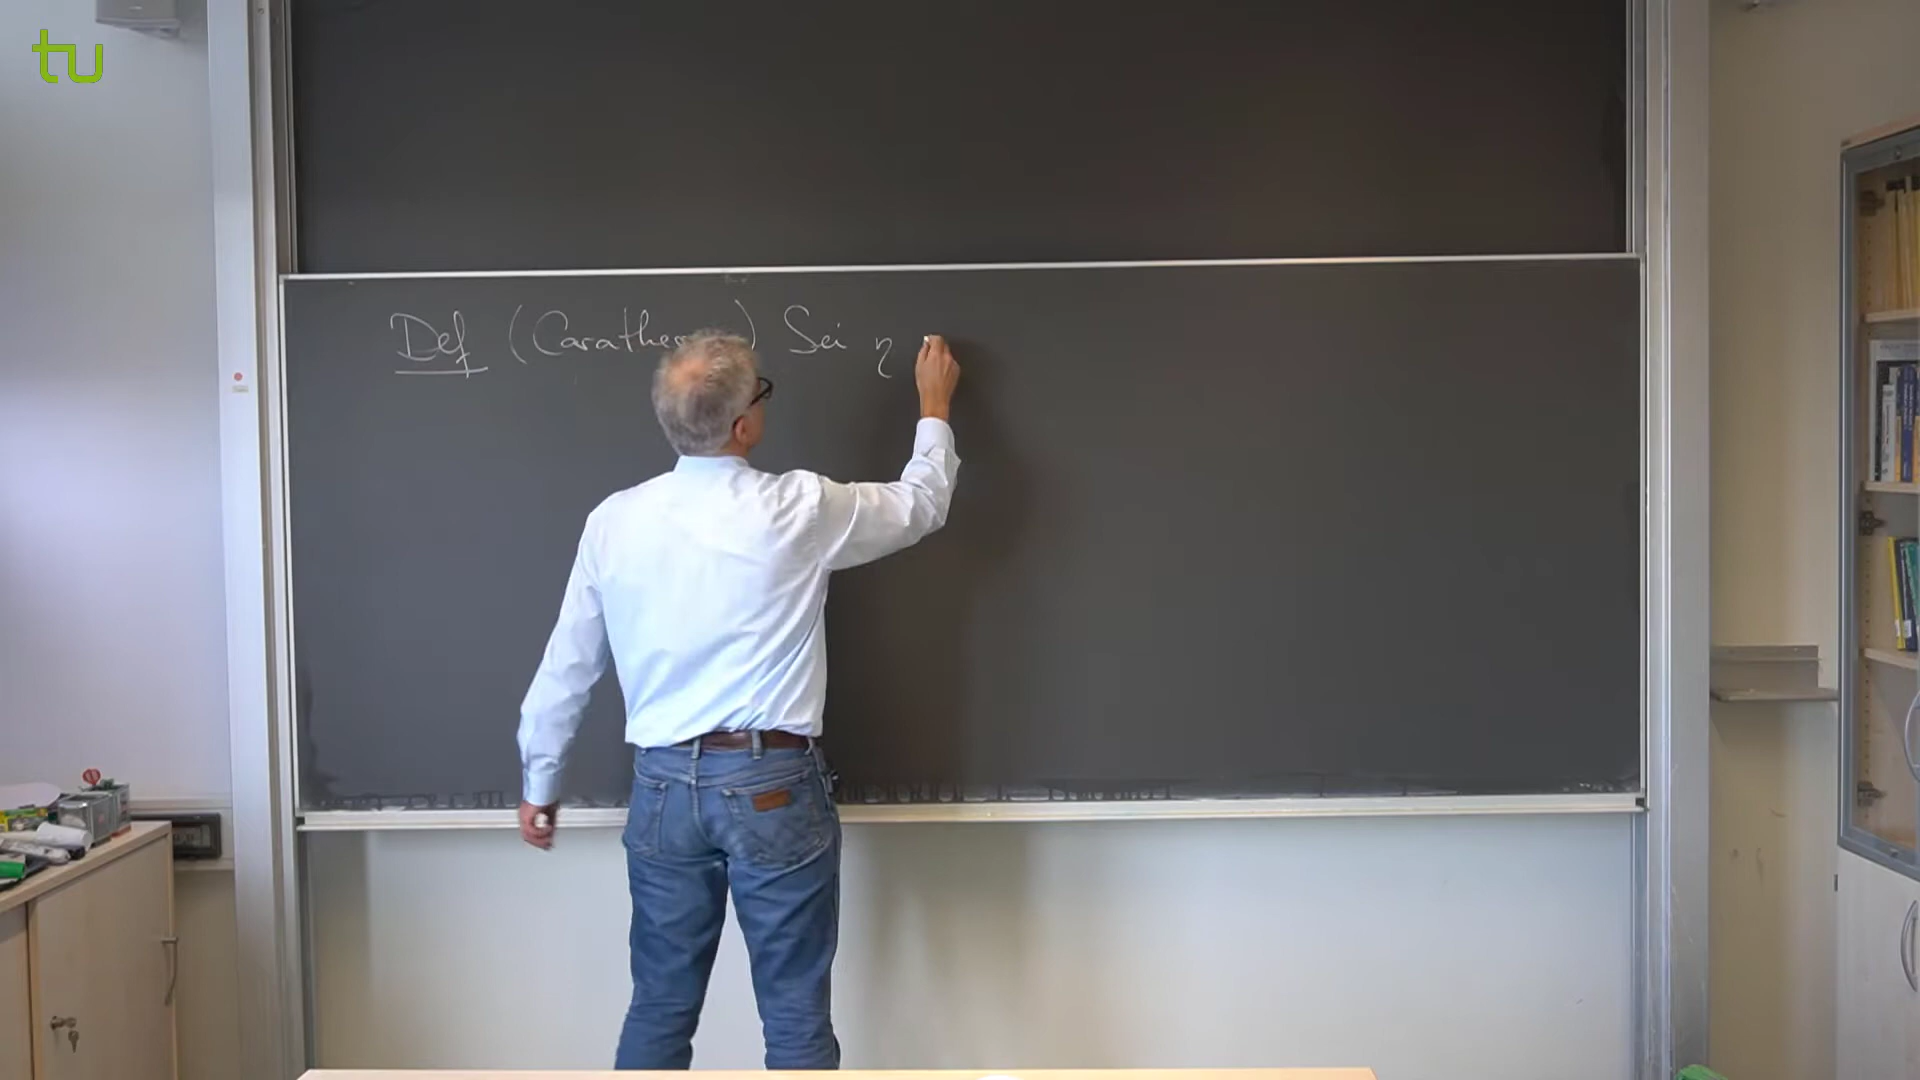 tu
Def (Carathe ) Sei η